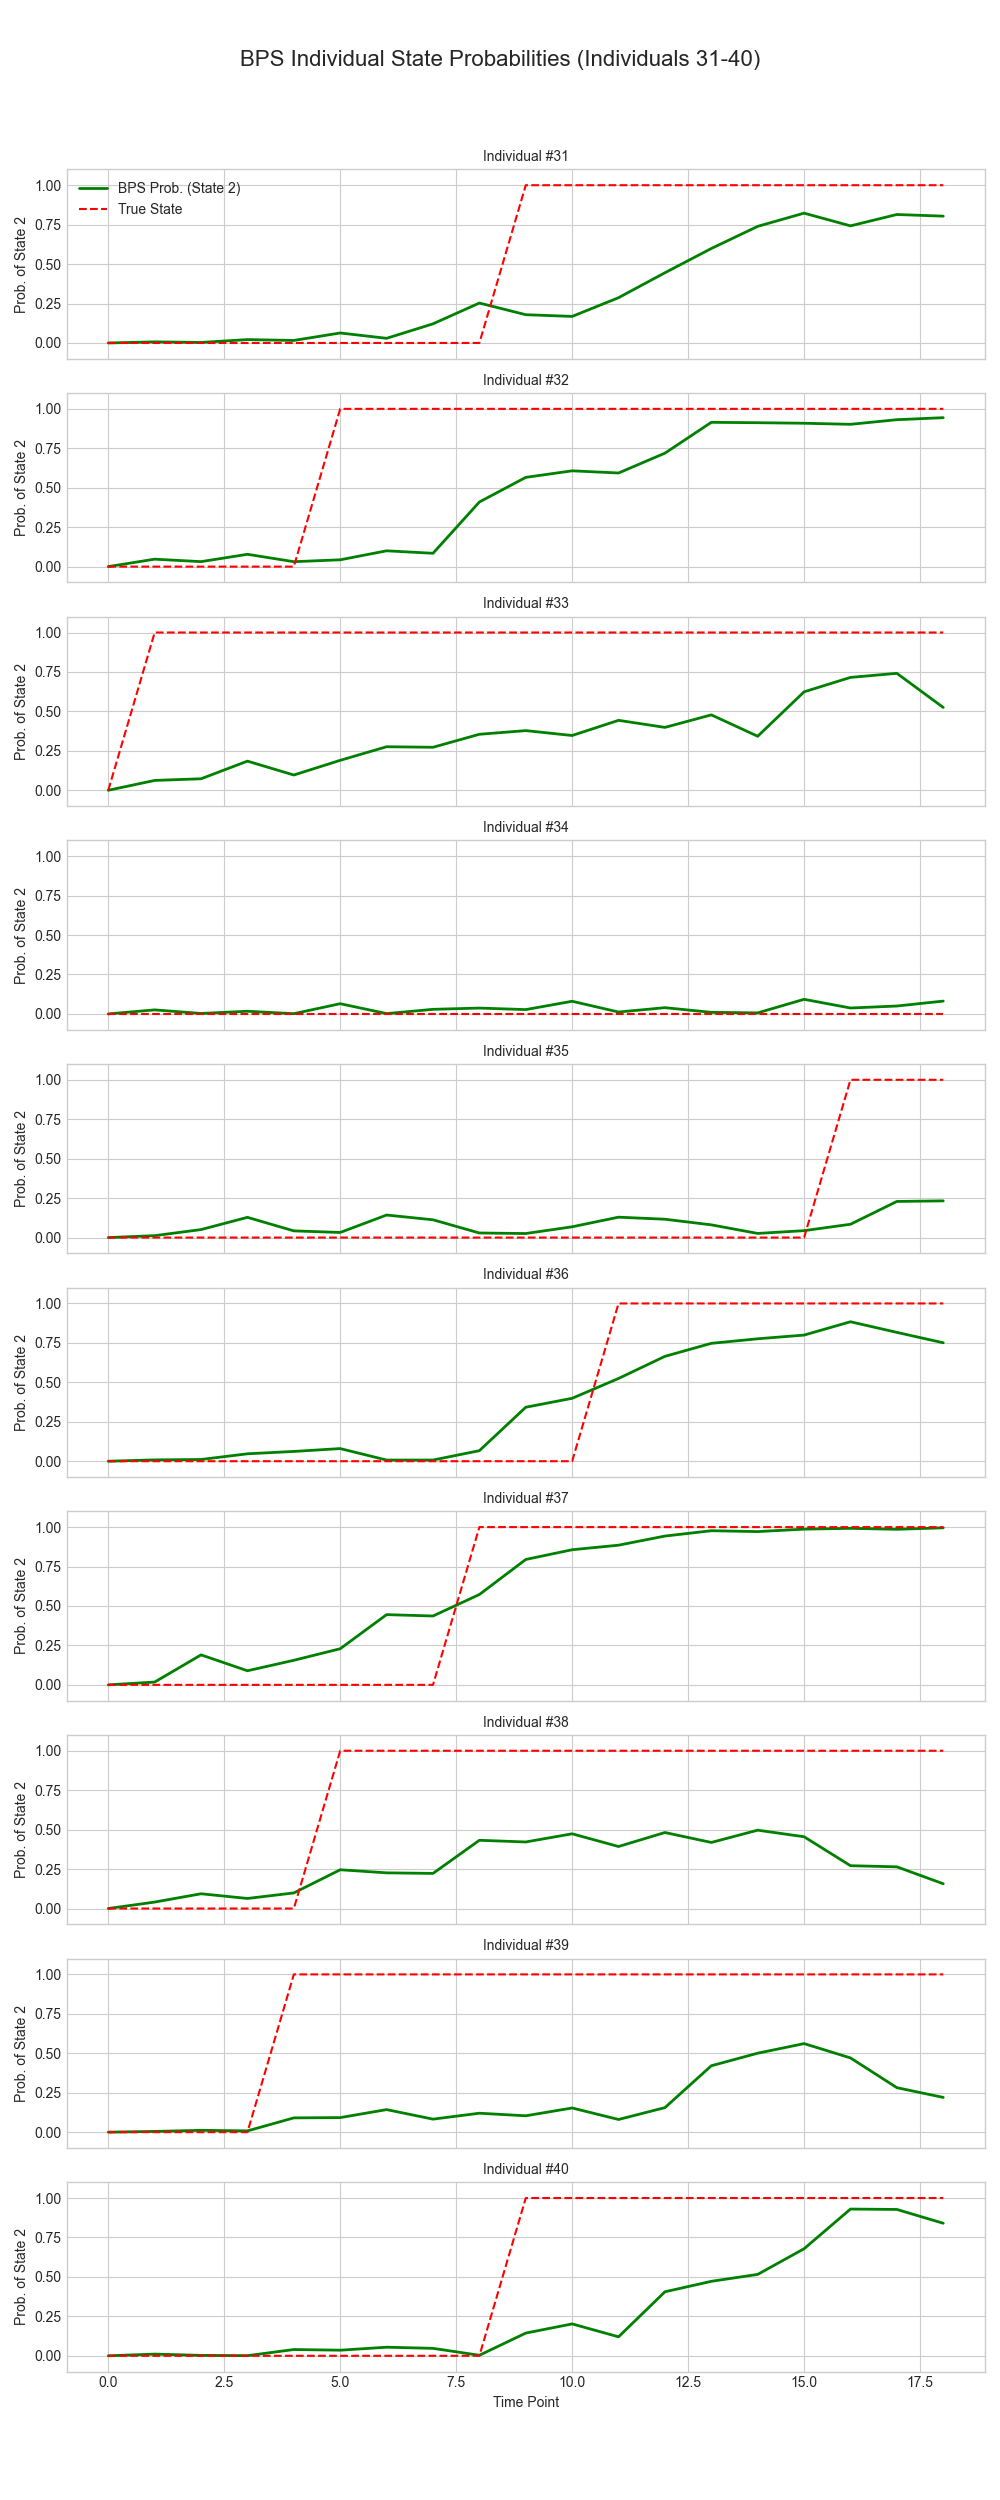 BPS Individual State Probabilities (Individuals 31-40)
Individual #31
BPS Prob. (State 2)
True State
Prob. of State 2
1.00
0.75
0.50
0.25
0.00
Individual #32
Prob. of State 2
1.00
0.75
0.50
0.25
0.00
Individual #33
Prob. of State 2
1.00
0.75
0.50
0.25
0.00
Individual #34
Prob. of State 2
1.00
0.75
0.50
0.25
0.00
Individual #35
Prob. of State 2
1.00
0.75
0.50
0.25
0.00
Individual #36
Prob. of State 2
1.00
0.75
0.50
0.25
0.00
Individual #37
Prob. of State 2
1.00
0.75
0.50
0.25
0.00
Individual #38
Prob. of State 2
1.00
0.75
0.50
0.25
0.00
Individual #39
Prob. of State 2
1.00
0.75
0.50
0.25
0.00
Individual #40
Prob. of State 2
1.00
0.75
0.50
0.25
0.00
0.0 2.5 5.0 7.5 10.0 12.5 15.0 17.5
Time Point